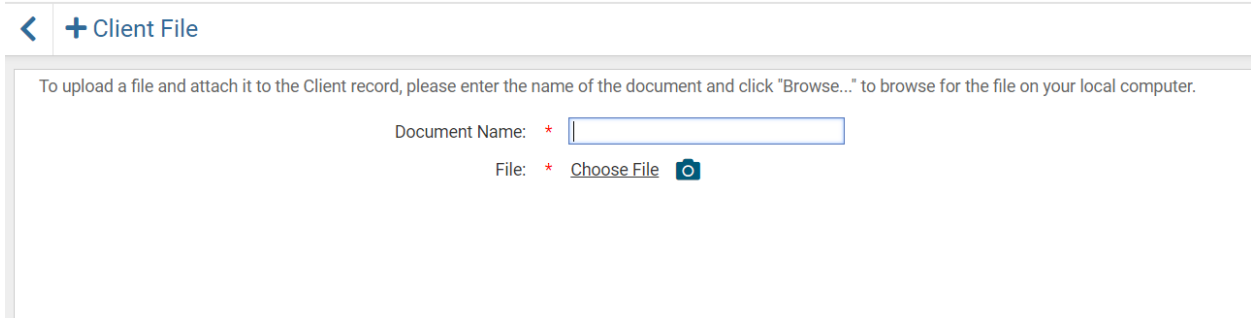 + Client File
To upload a file and attach it to the Client record, please enter the name of the document and click "Browse..." to browse for the file on your local computer.
Document Name: *
File: * Choose File